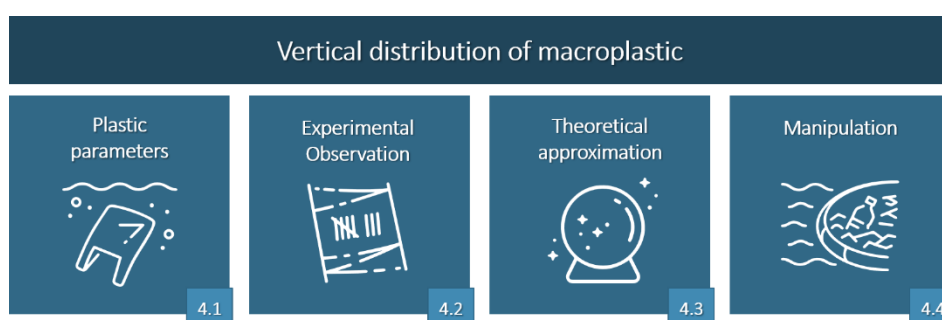 Vertical distribution of macroplastic
Plastic
parameters
4.1
Experimental
Observation
4.2
Theoretical
approximation
4.3
Manipulation
4.4